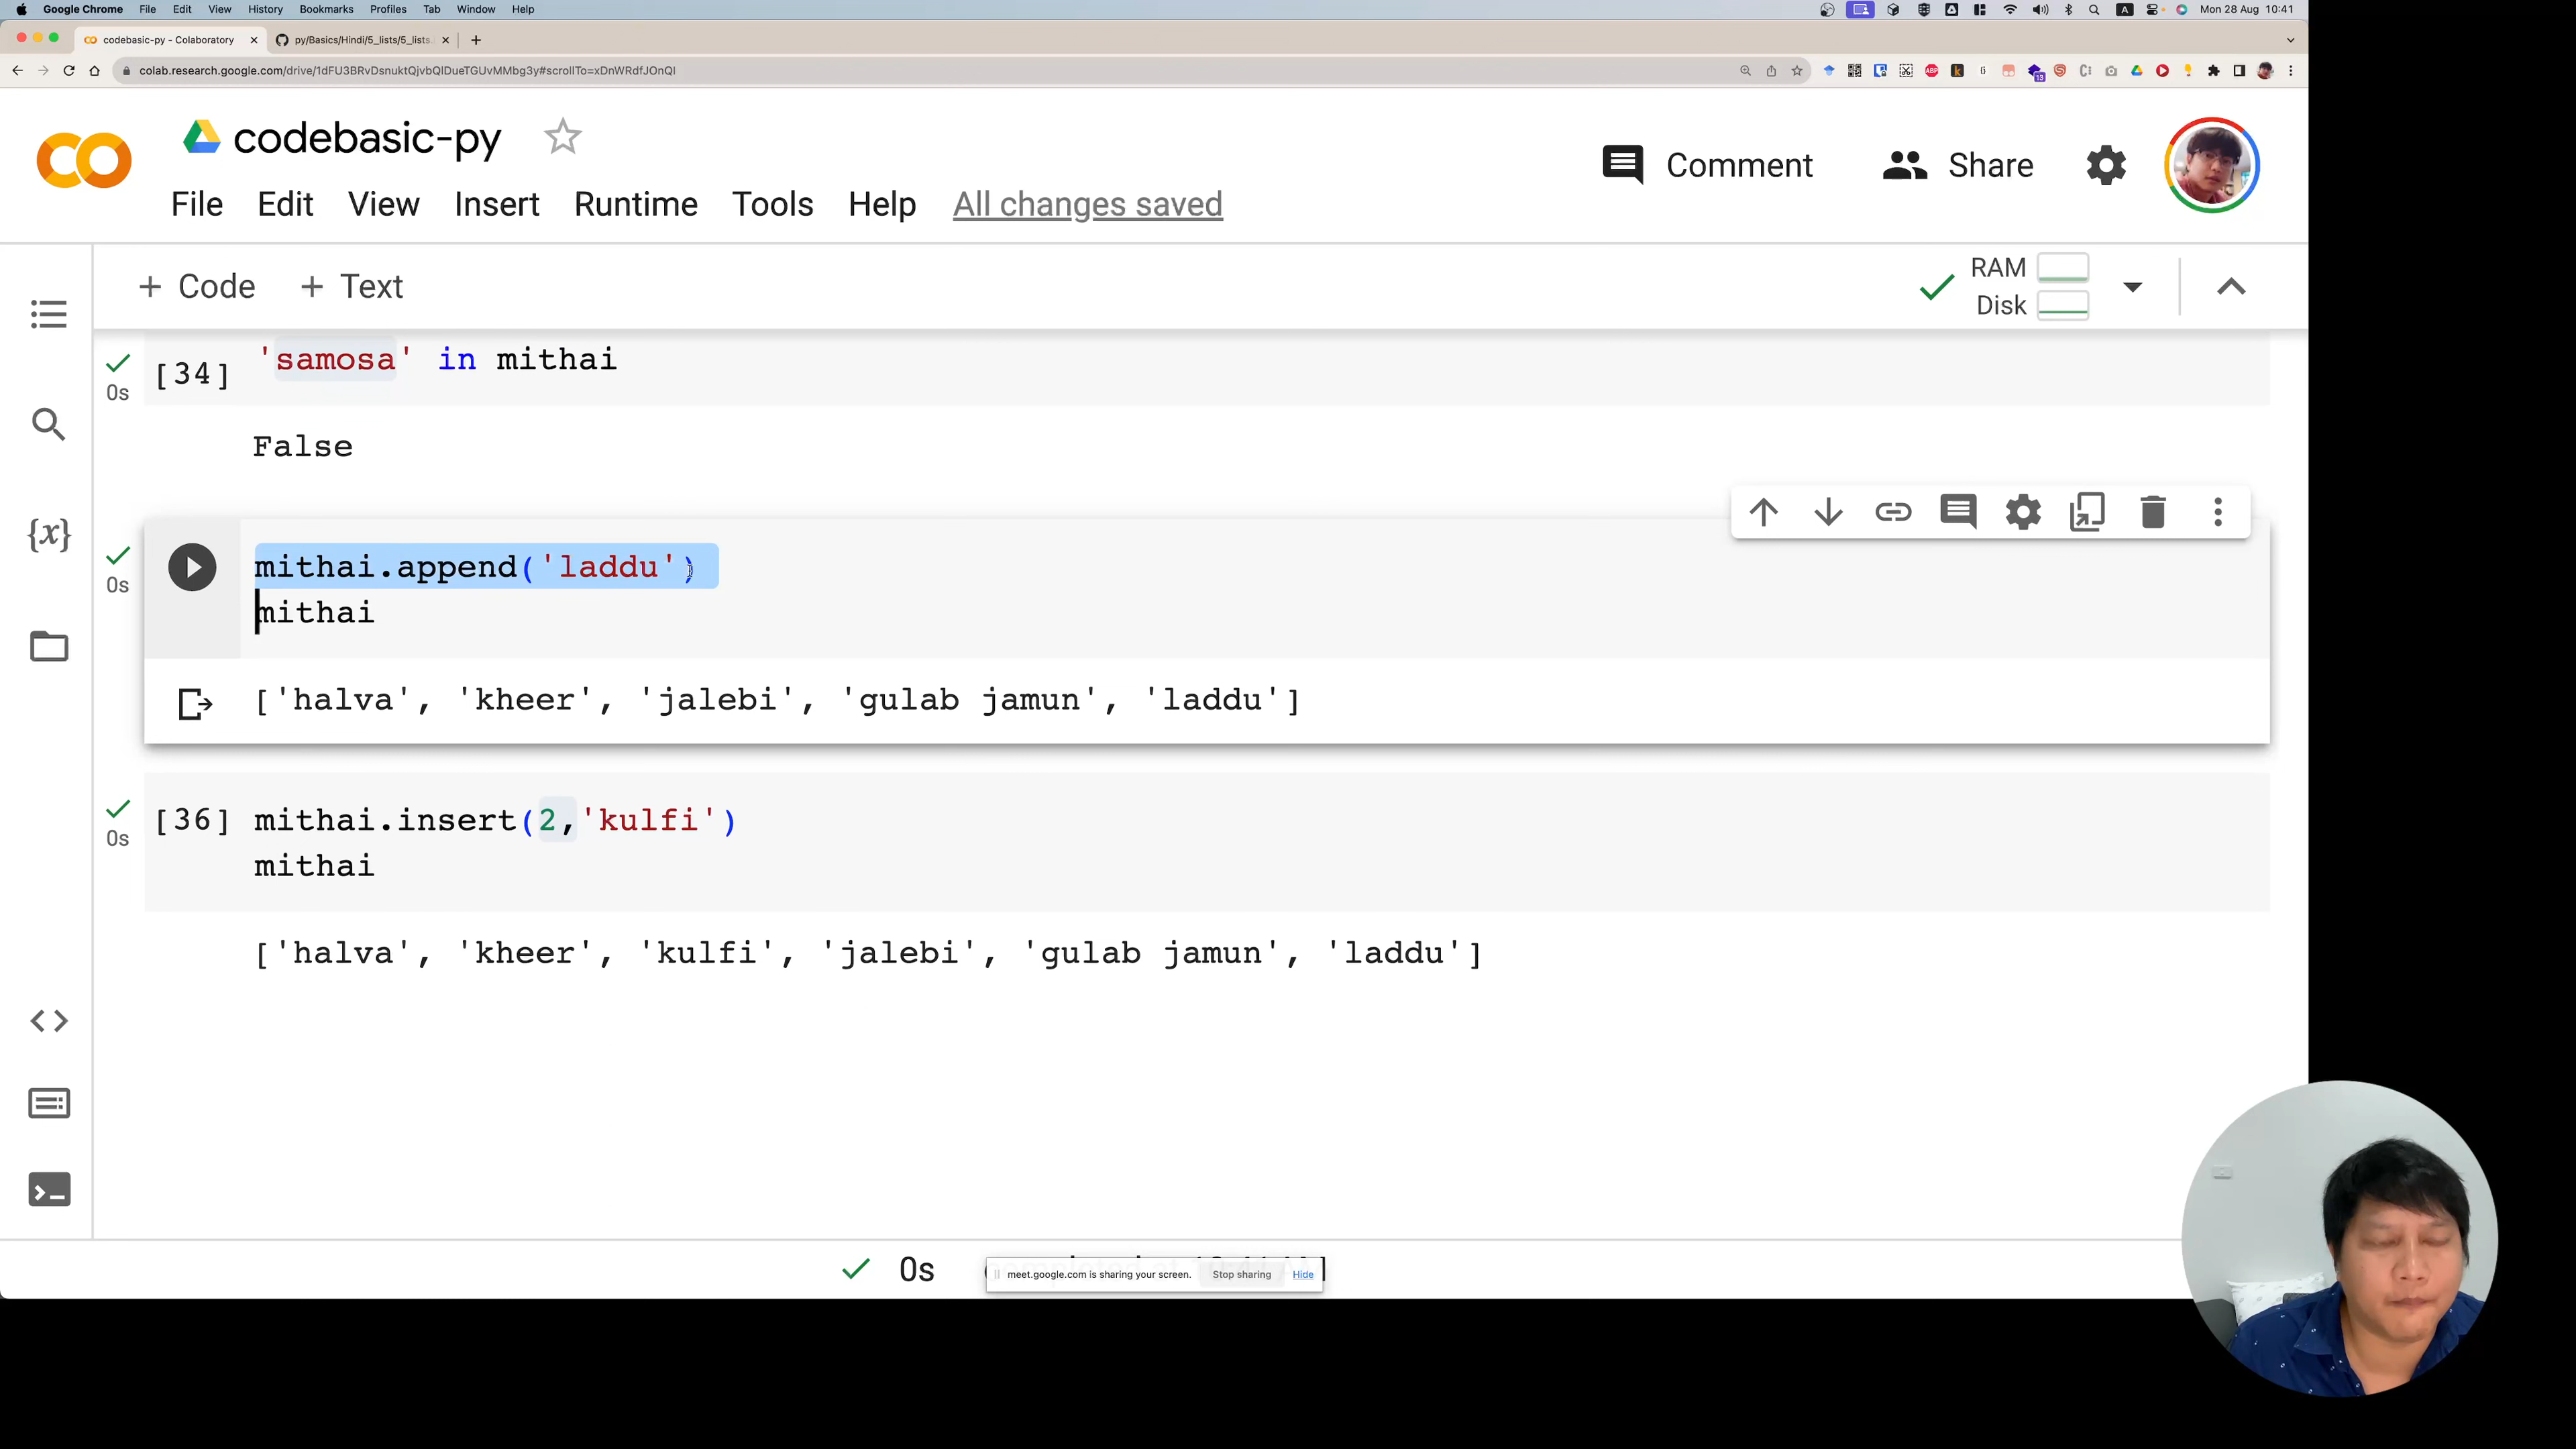 Google Chrome File Edit View History Bookmarks Profiles Tab Window Help
Mon 28 Aug 10:41
codebasic-py - Colaboratory
py/Basics/Hindi/5_lists/5_lists.
colab.research.google.com/drive/1dFU3BRvDsnuktQjvbQlDueTGUvMMbg3y#scrollTo=xDnWRdfJOnQl
codebasic-py
Comment Share
File Edit View Insert Runtime Tools Help All changes saved
+ Code + Text
RAM
Disk
[34] 'samosa' in mithai
0s
False
mithai.append('laddu')
0s
mithai
['halva', 'kheer', 'jalebi', 'gulab jamun', 'laddu']
[36] mithai.insert(2,'kulfi')
0s
mithai
['halva', 'kheer', 'kulfi', 'jalebi', 'gulab jamun', 'laddu']
0s
meet.google.com is sharing your screen. Stop sharing Hide